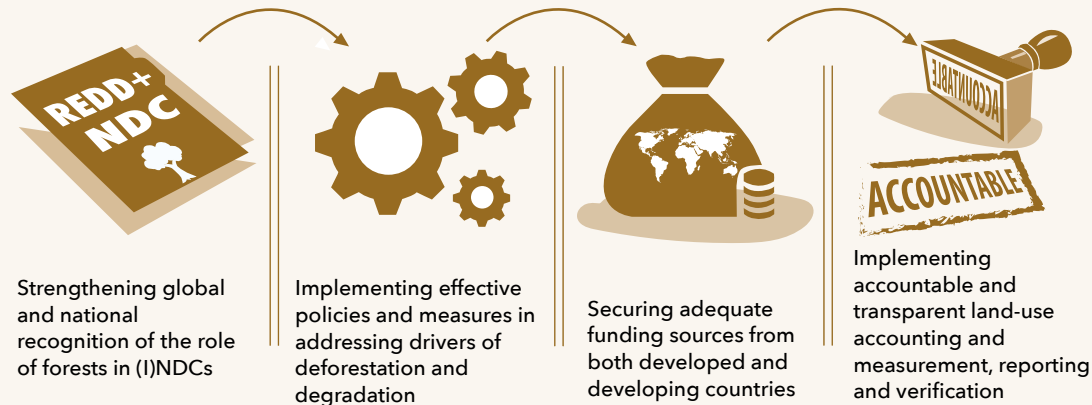 REDD+
NDC
ACCOUNTABLE
ACCOUNTABLE
Strengthening global
and national
recognition of the role
of forests in (I)NDCs
Implementing effective
policies and measures in
addressing drivers of
deforestation and
degradation
Securing adequate
funding sources from
both developed and
developing countries
Implementing
accountable and
transparent land-use
accounting and
measurement, reporting
and verification